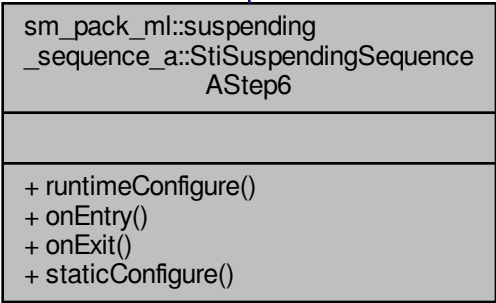 sm_pack_ml::suspending
_sequence_a::StiSuspendingSequence
AStep6
+ runtimeConfigure()
+ onEntry()
+ onExit()
+ staticConfigure()